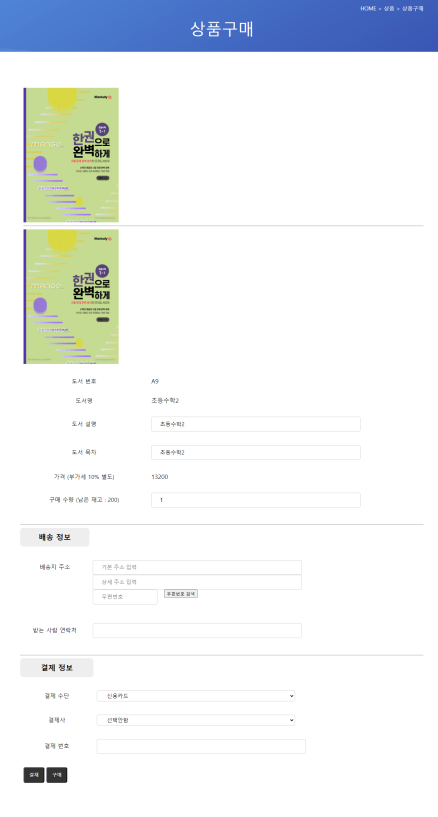 HOME > 상품 > 상품구매
상품구매
한권으로
완벽하게
한권으로
완벽하게
도서 번호 A9
도서명 초등수학2
도서 설명 초등수학2
도서 목차 초등수학2
가격 (부가세 10% 별도) 13200
구매 수량 (남은 재고 : 200) 1
배송 정보
배송지 주소 기본 주소 입력
상세 주소 입력
우편번호 우편번호 검색
받는 사람 연락처
결제 정보
결제 수단 신용카드
결제사 선택안함
결제 번호
결제 구매